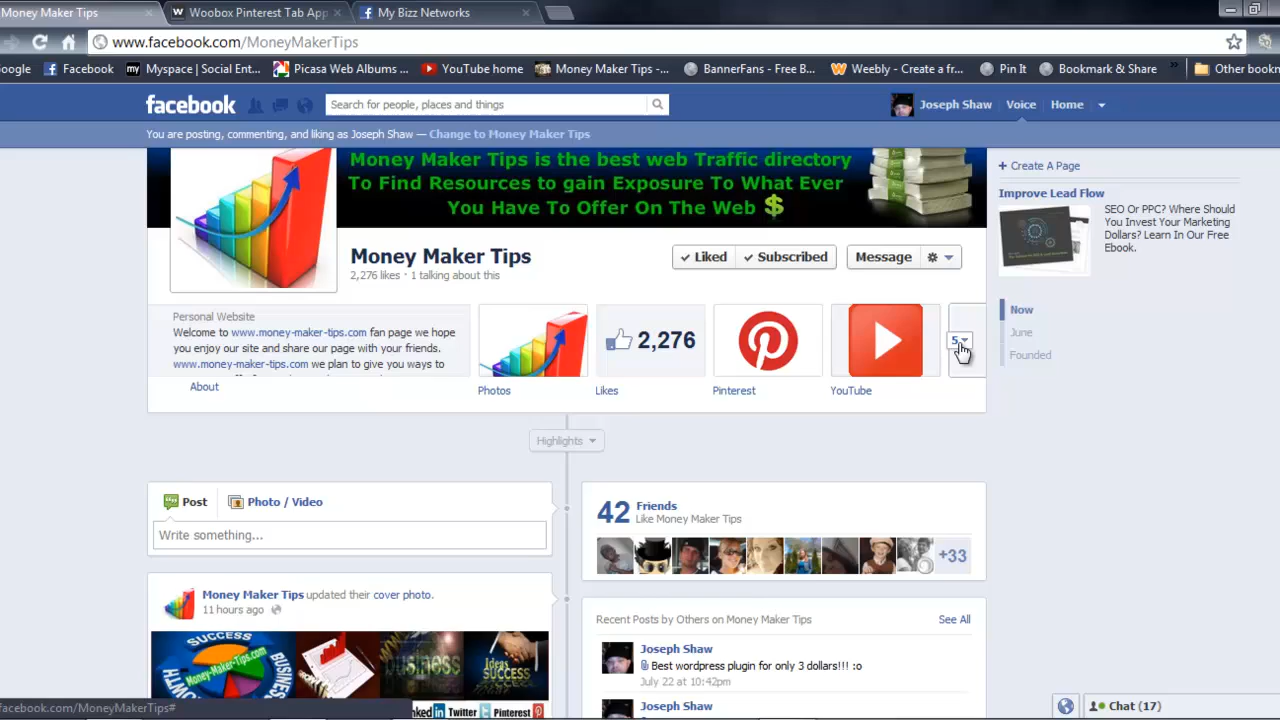 Money Maker Tips
Woobox Pinterest Tab App
My Bizz Networks
www.facebook.com/MoneyMakerTips
oogle
Facebook
Myspace | Social Ent...
Picasa Web Albums ...
YouTube home
Money Maker Tips -...
BannerFans - Free B...
Weebly - Create a fr...
Pin It
Bookmark & Share
Other bookm
facebook
Search for people, places and things
Joseph Shaw
Voice
Home
You are posting, commenting, and liking as Joseph Shaw — Change to Money Maker Tips
Money Maker Tips is the best web Traffic directory
To Find Resources to gain Exposure To What Ever
You Have To Offer On The Web $
Create A Page
Improve Lead Flow
SEO Or PPC? Where Should
You Invest Your Marketing
Dollars? Learn In Our Free
Ebook.
Money Maker Tips
2,276 likes · 1 talking about this
Liked
Subscribed
Message
Personal Website
Welcome to www.money-maker-tips.com fan page we hope
you enjoy our site and share our page with your friends.
www.money-maker-tips.com we plan to give you ways to
About
Photos
2,276
Likes
Pinterest
YouTube
5
Now
June
Founded
Highlights
Post
Photo / Video
Write something...
42
Friends
Like Money Maker Tips
+33
Money Maker Tips updated their cover photo.
11 hours ago
SUCCESS
Money-Maker-Tips.com
BUSINESS
GROWTH
BUSINESS
Ideas
SUCCESS
Twitter
Pinterest
Recent Posts by Others on Money Maker Tips
See All
Joseph Shaw
Best wordpress plugin for only 3 dollars!!! :o
July 22 at 10:42pm
Joseph Shaw
facebook.com/MoneyMakerTips#
Chat (17)